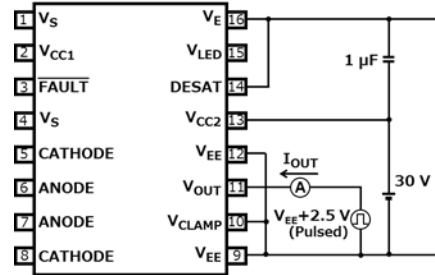 1 VS VE 16
2 VCC1 VLED 15
3 FAULT DESAT 14
4 VS VCC2 13
5 CATHODE VEE 12
6 ANODE VOUT 11
7 ANODE VCLAMP 10
8 CATHODE VEE 9
1 μF
IOUT
A
30 V
VEE+2.5 V
(Pulsed)